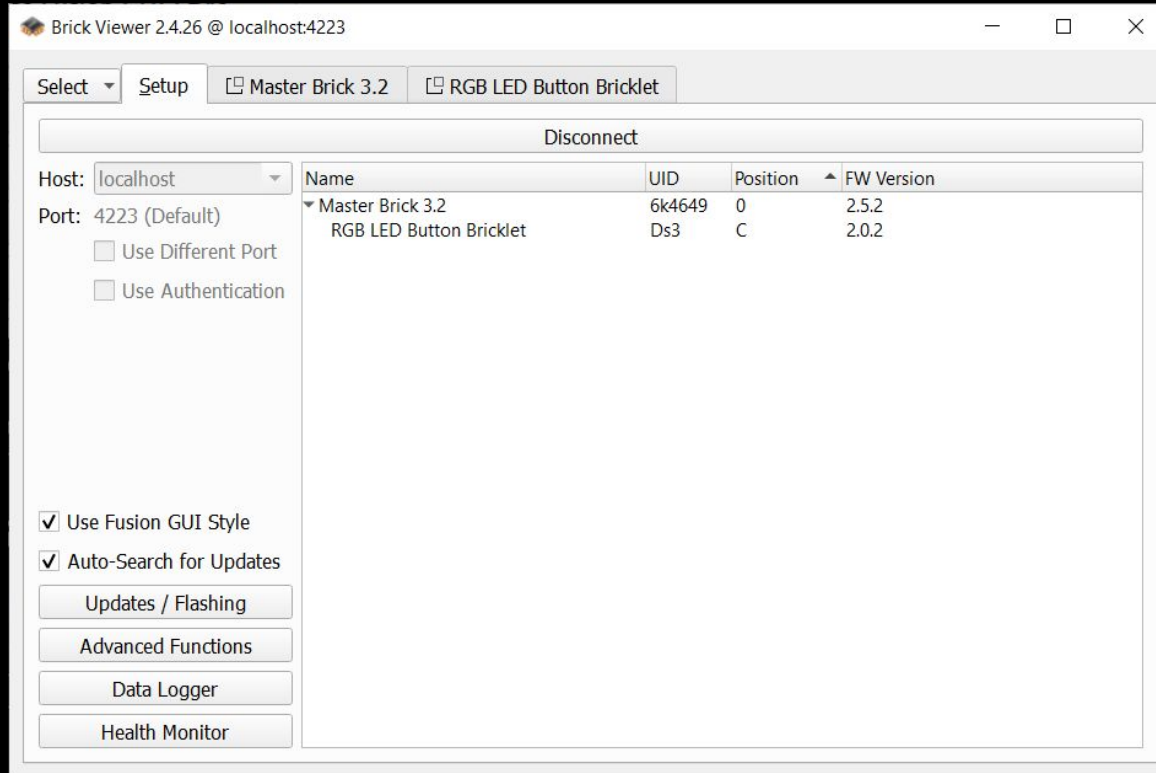 Brick Viewer 2.4.26 @ localhost:4223
Select Setup Master Brick 3.2 RGB LED Button Bricklet
Disconnect
Host: localhost
Port: 4223 (Default)
Use Different Port
Use Authentication
Name UID Position FW Version
Master Brick 3.2 6k4649 0 2.5.2
RGB LED Button Bricklet Ds3 C 2.0.2
Use Fusion GUI Style
Auto-Search for Updates
Updates / Flashing
Advanced Functions
Data Logger
Health Monitor